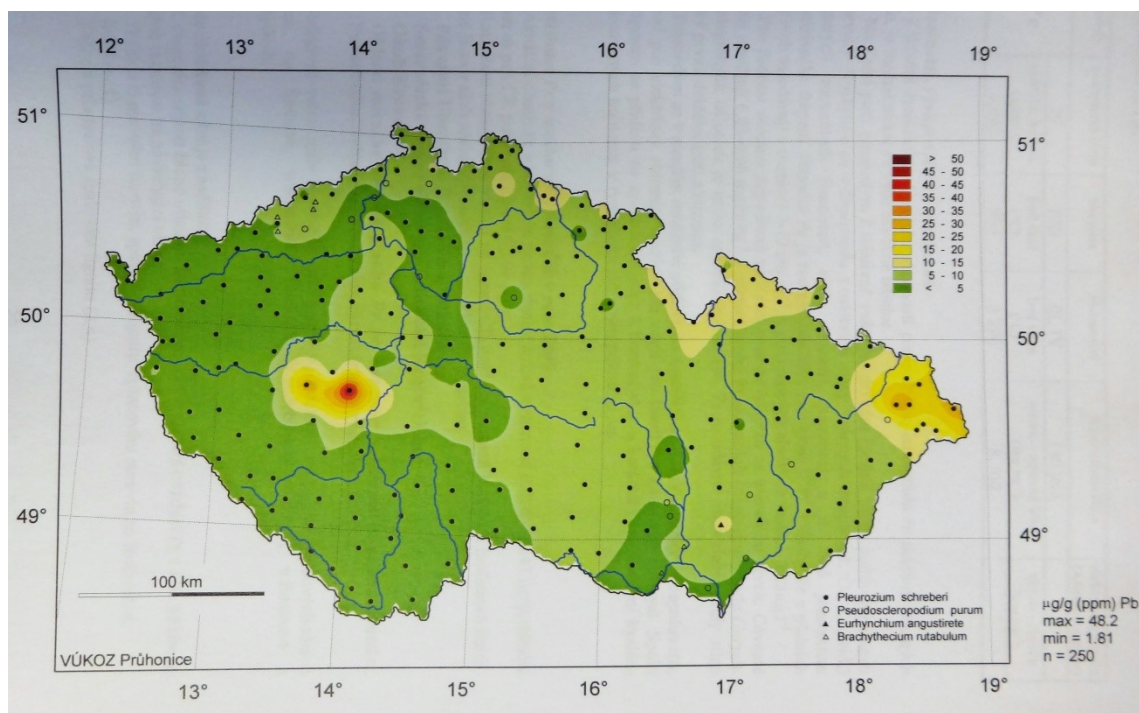 12° 13° 14° 15° 16° 17° 18° 19°
51° 51°
> 50
45 - 50
40 - 45
35 - 40
30 - 35
25 - 30
20 - 25
15 - 20
10 - 15
5 - 10
< 5
50° 50°
49° 49°
100 km
Pleurozium schreberi
Pseudoscleropodium purum
Eurhynchium angustirete
Brachythecium rutabulum
µg/g (ppm) Pb
max = 48.2
min = 1.81
n = 250
VÚKOZ Průhonice
13° 14° 15° 16° 17° 18° 19°